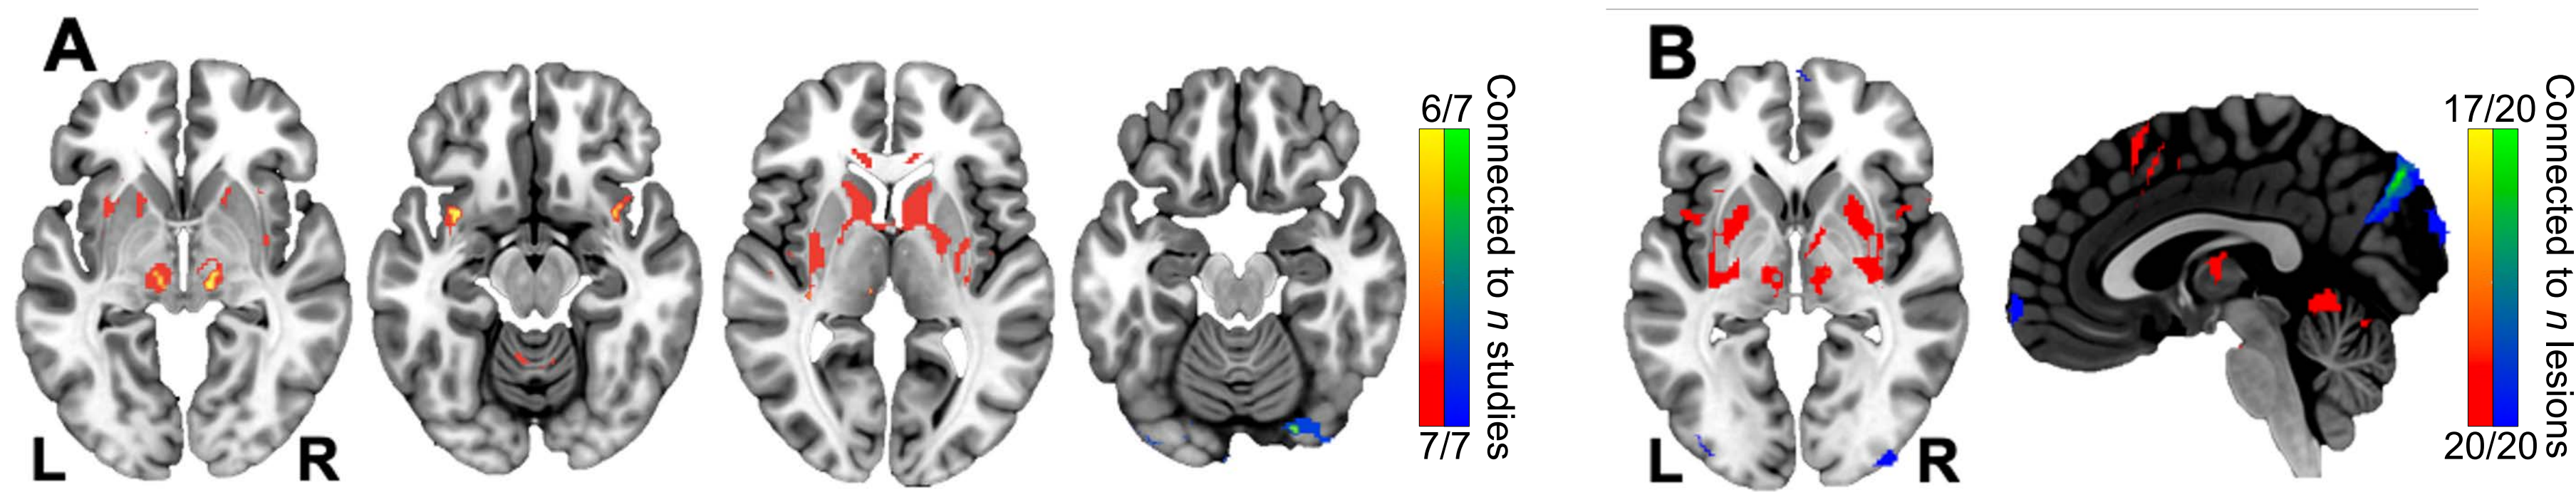 A
L
R
6/7
7/7
Connected to n studies
B
L
R
17/20
20/20
Connected to n lesions